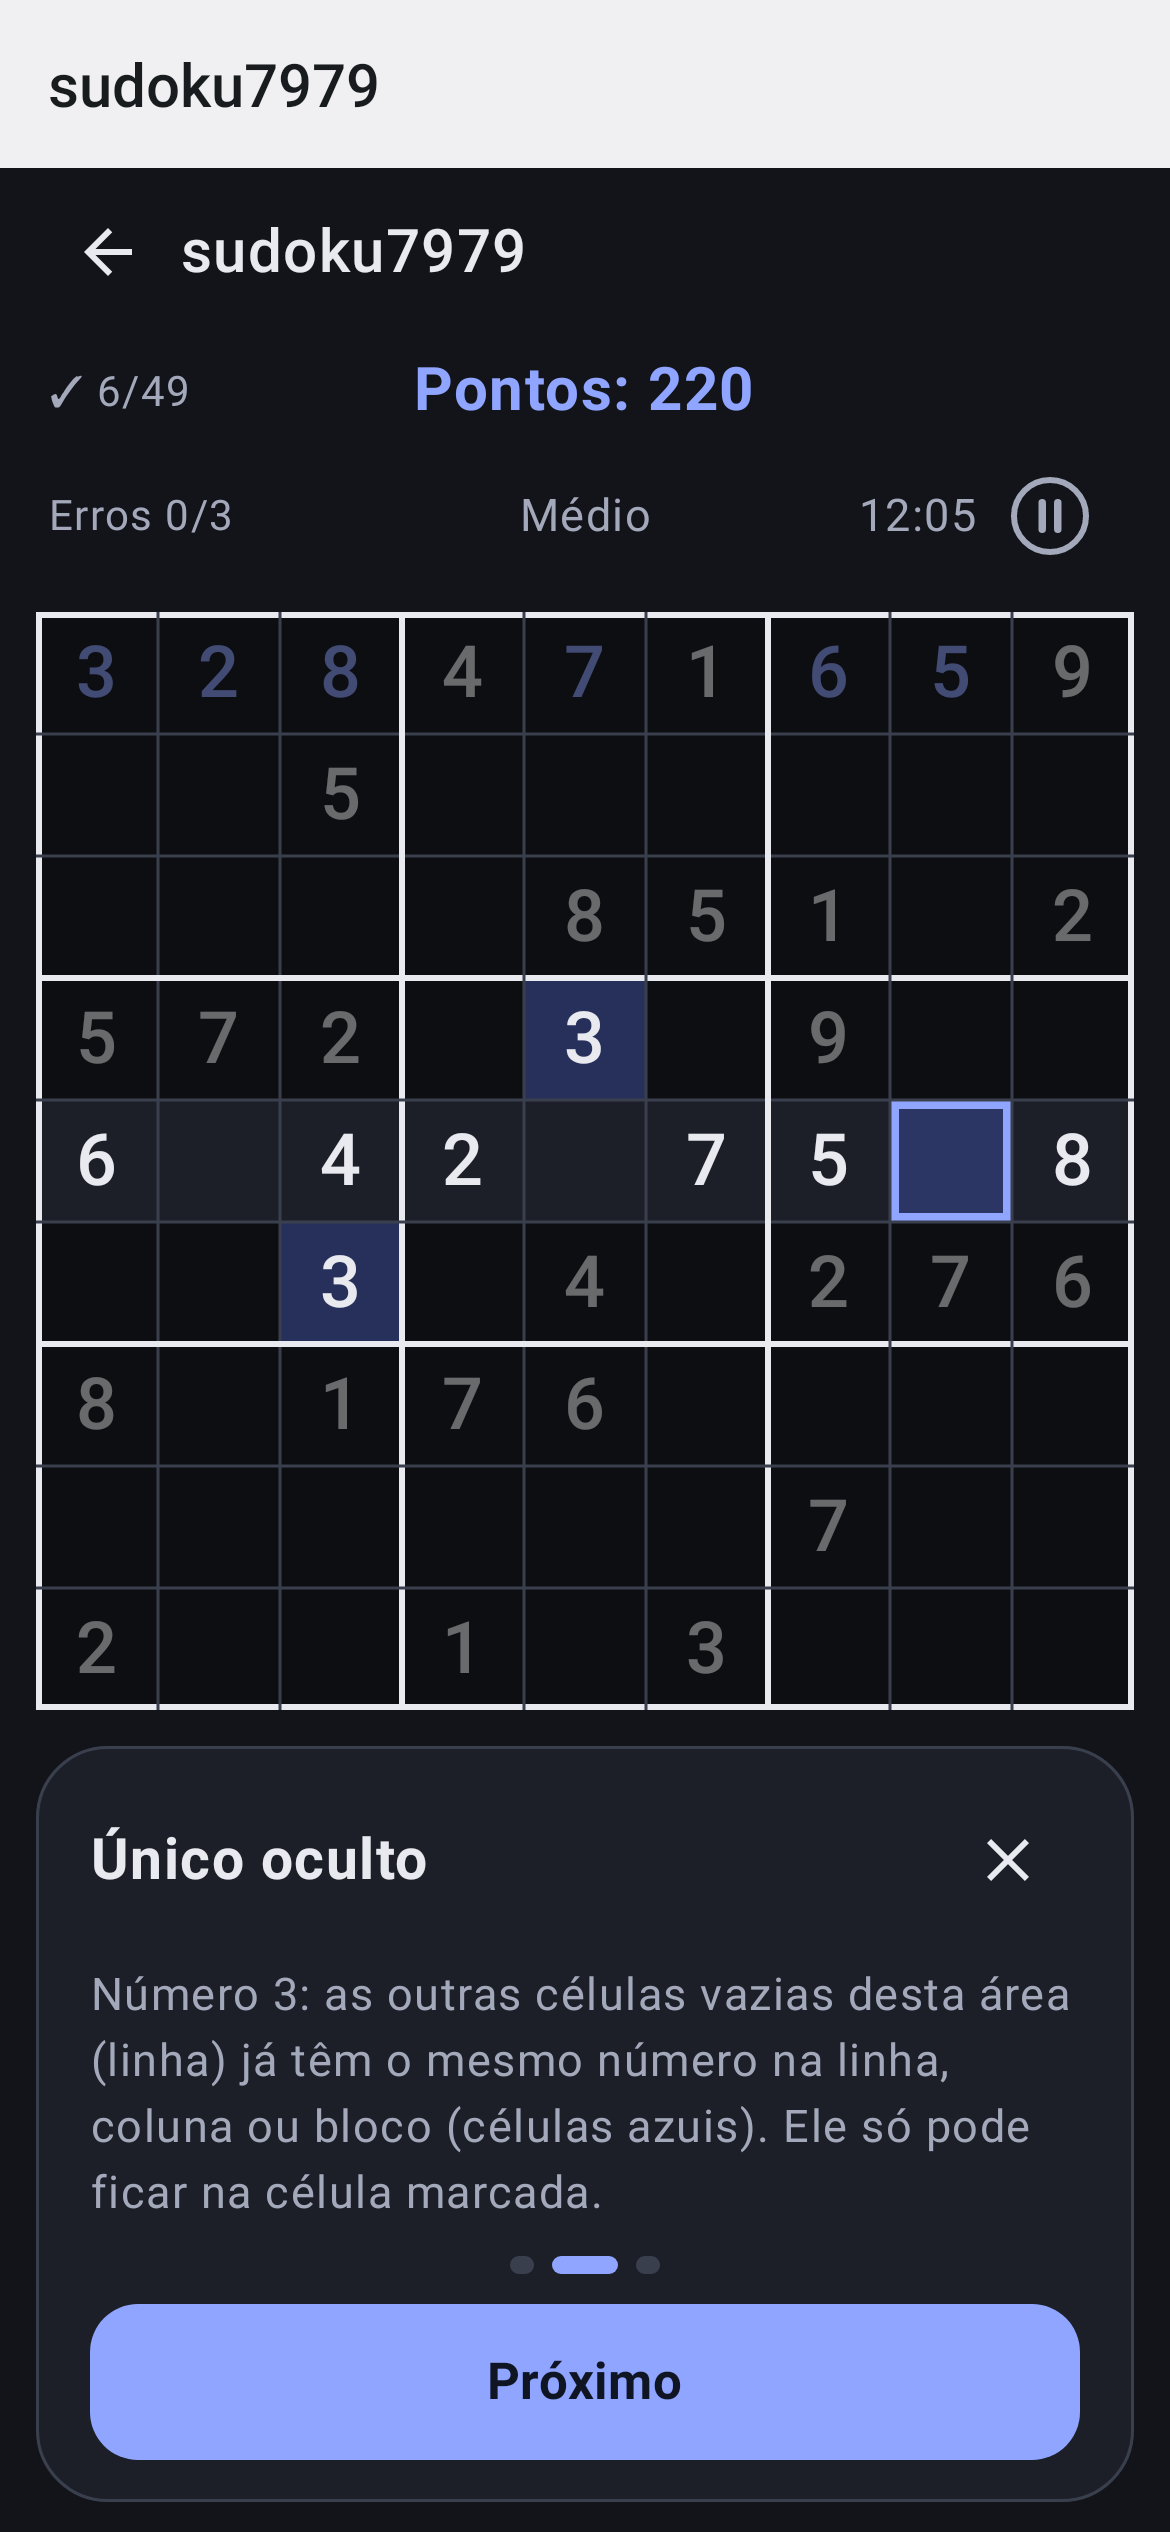 sudoku7979
sudoku7979
✓ 6/49 Pontos: 220
Erros 0/3 Médio 12:05
3 2 8 4 7 1 6 5 9
5
8 5 1 2
5 7 2 3 9
6 4 2 7 5 8
3 4 2 7 6
8 1 7 6
7
2 1 3
Único oculto
Número 3: as outras células vazias desta área
(linha) já têm o mesmo número na linha,
coluna ou bloco (células azuis). Ele só pode
ficar na célula marcada.
Próximo